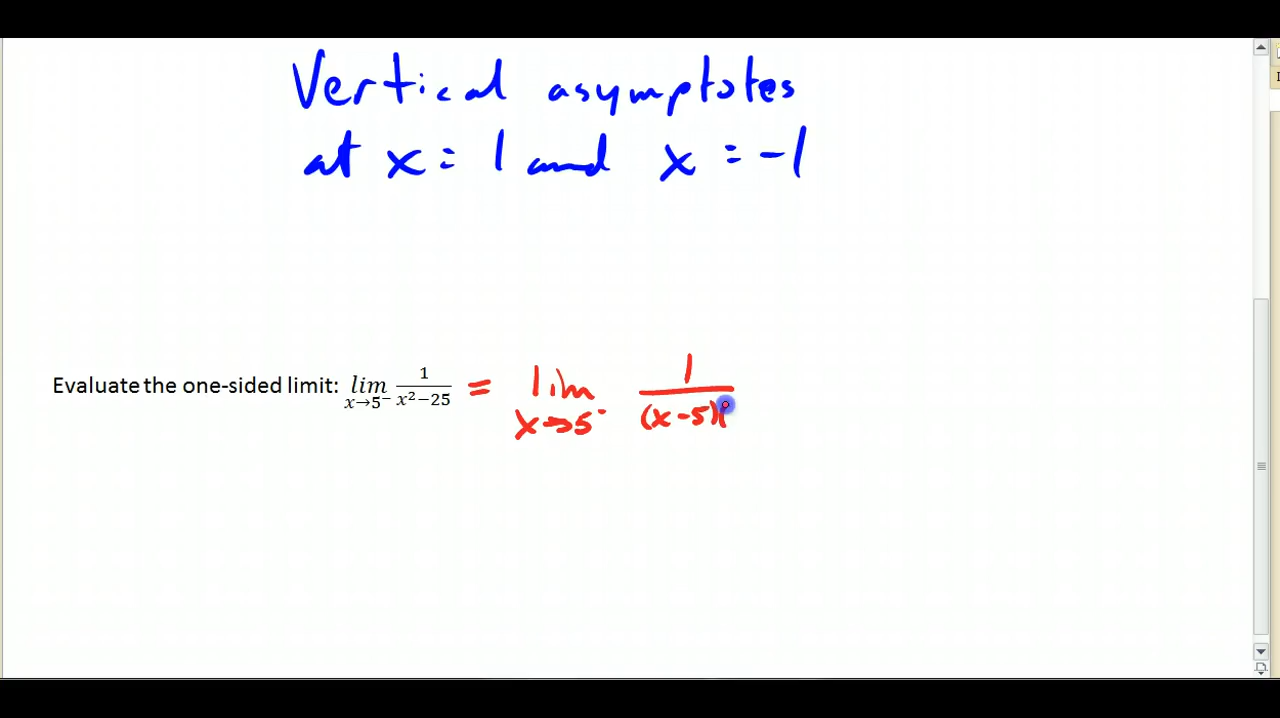 Vertical asymptotes
at x = 1 and x = -1
Evaluate the one-sided limit: lim x→5⁻ 1/(x²−25) = lim x→5⁻ 1/(x-5)(